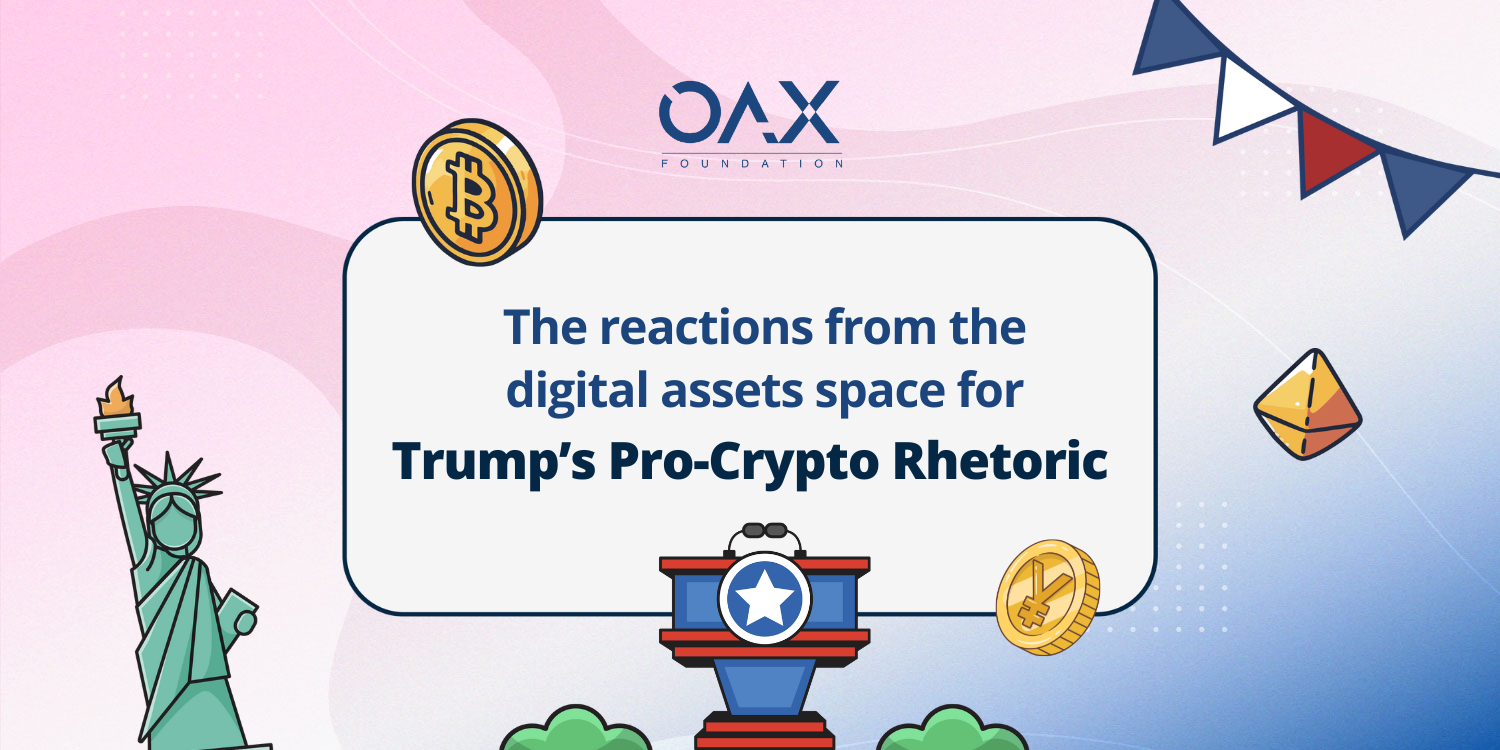 OAX
FOUNDATION
The reactions from the
digital assets space for
Trump’s Pro-Crypto Rhetoric